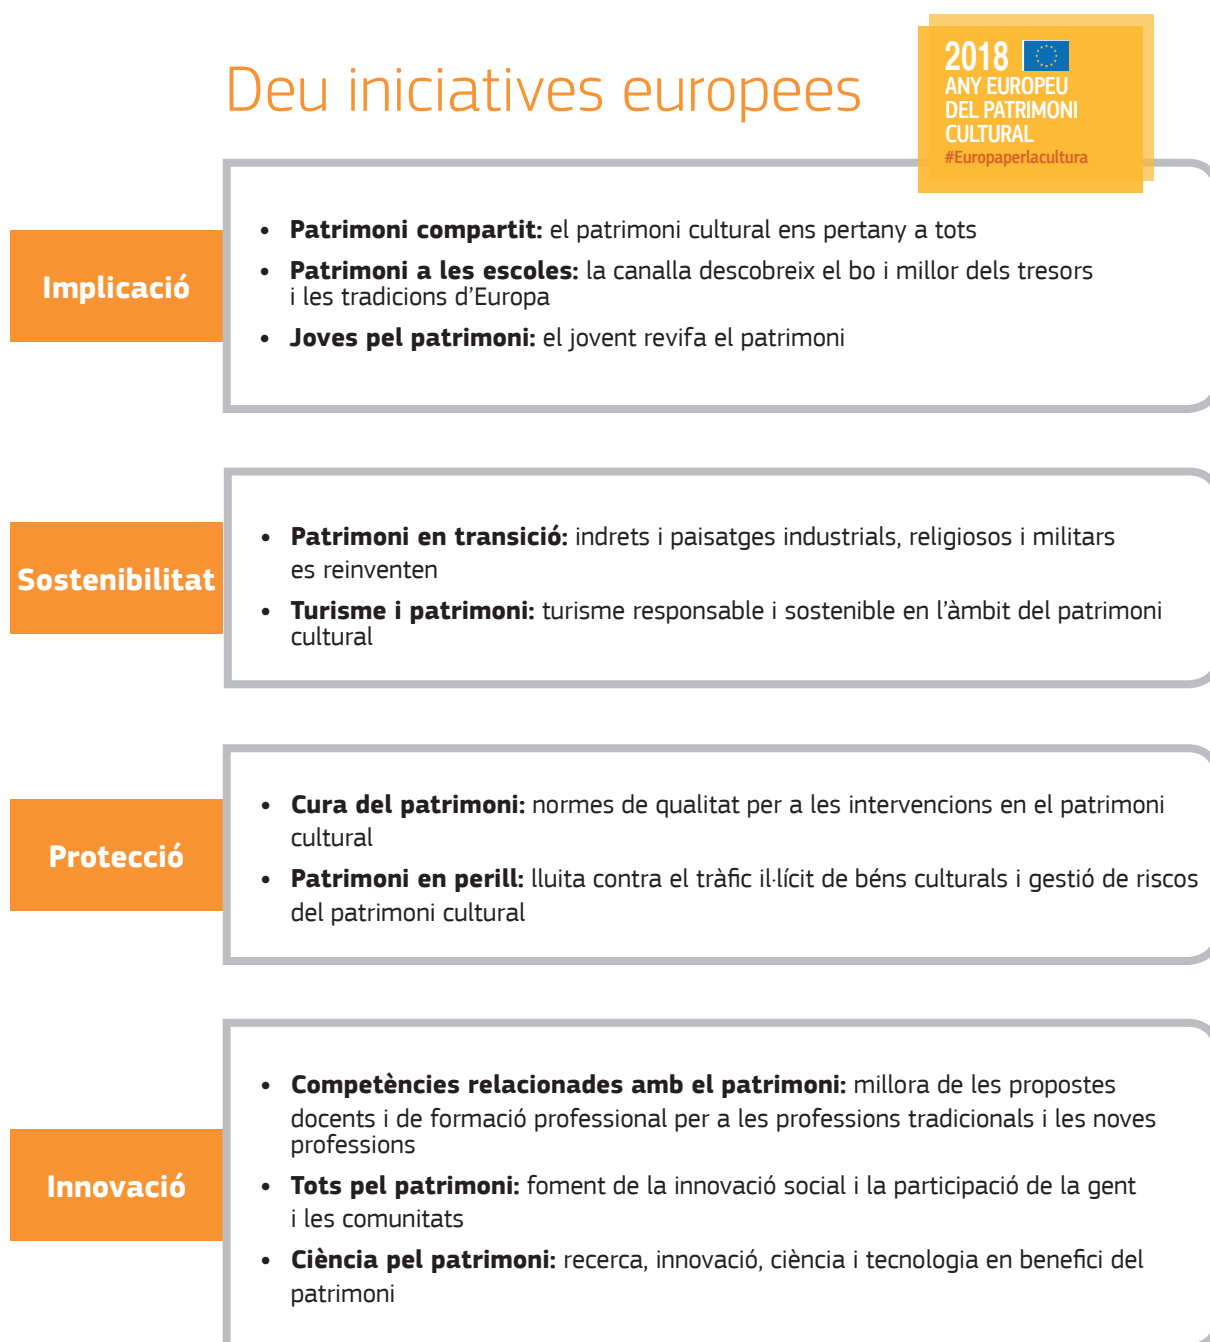 Deu iniciatives europees
2018
ANY EUROPEU
DEL PATRIMONI
CULTURAL
#Europaperlacultura
Implicació
• Patrimoni compartit: el patrimoni cultural ens pertany a tots
• Patrimoni a les escoles: la canalla descobreix el bo i millor dels tresors
i les tradicions d’Europa
• Joves pel patrimoni: el jovent revifa el patrimoni
Sostenibilitat
• Patrimoni en transició: indrets i paisatges industrials, religiosos i militars
es reinventen
• Turisme i patrimoni: turisme responsable i sostenible en l’àmbit del patrimoni
cultural
Protecció
• Cura del patrimoni: normes de qualitat per a les intervencions en el patrimoni
cultural
• Patrimoni en perill: lluita contra el tràfic il·lícit de béns culturals i gestió de riscos
del patrimoni cultural
Innovació
• Competències relacionades amb el patrimoni: millora de les propostes
docents i de formació professional per a les professions tradicionals i les noves
professions
• Tots pel patrimoni: foment de la innovació social i la participació de la gent
i les comunitats
• Ciència pel patrimoni: recerca, innovació, ciència i tecnologia en benefici del
patrimoni